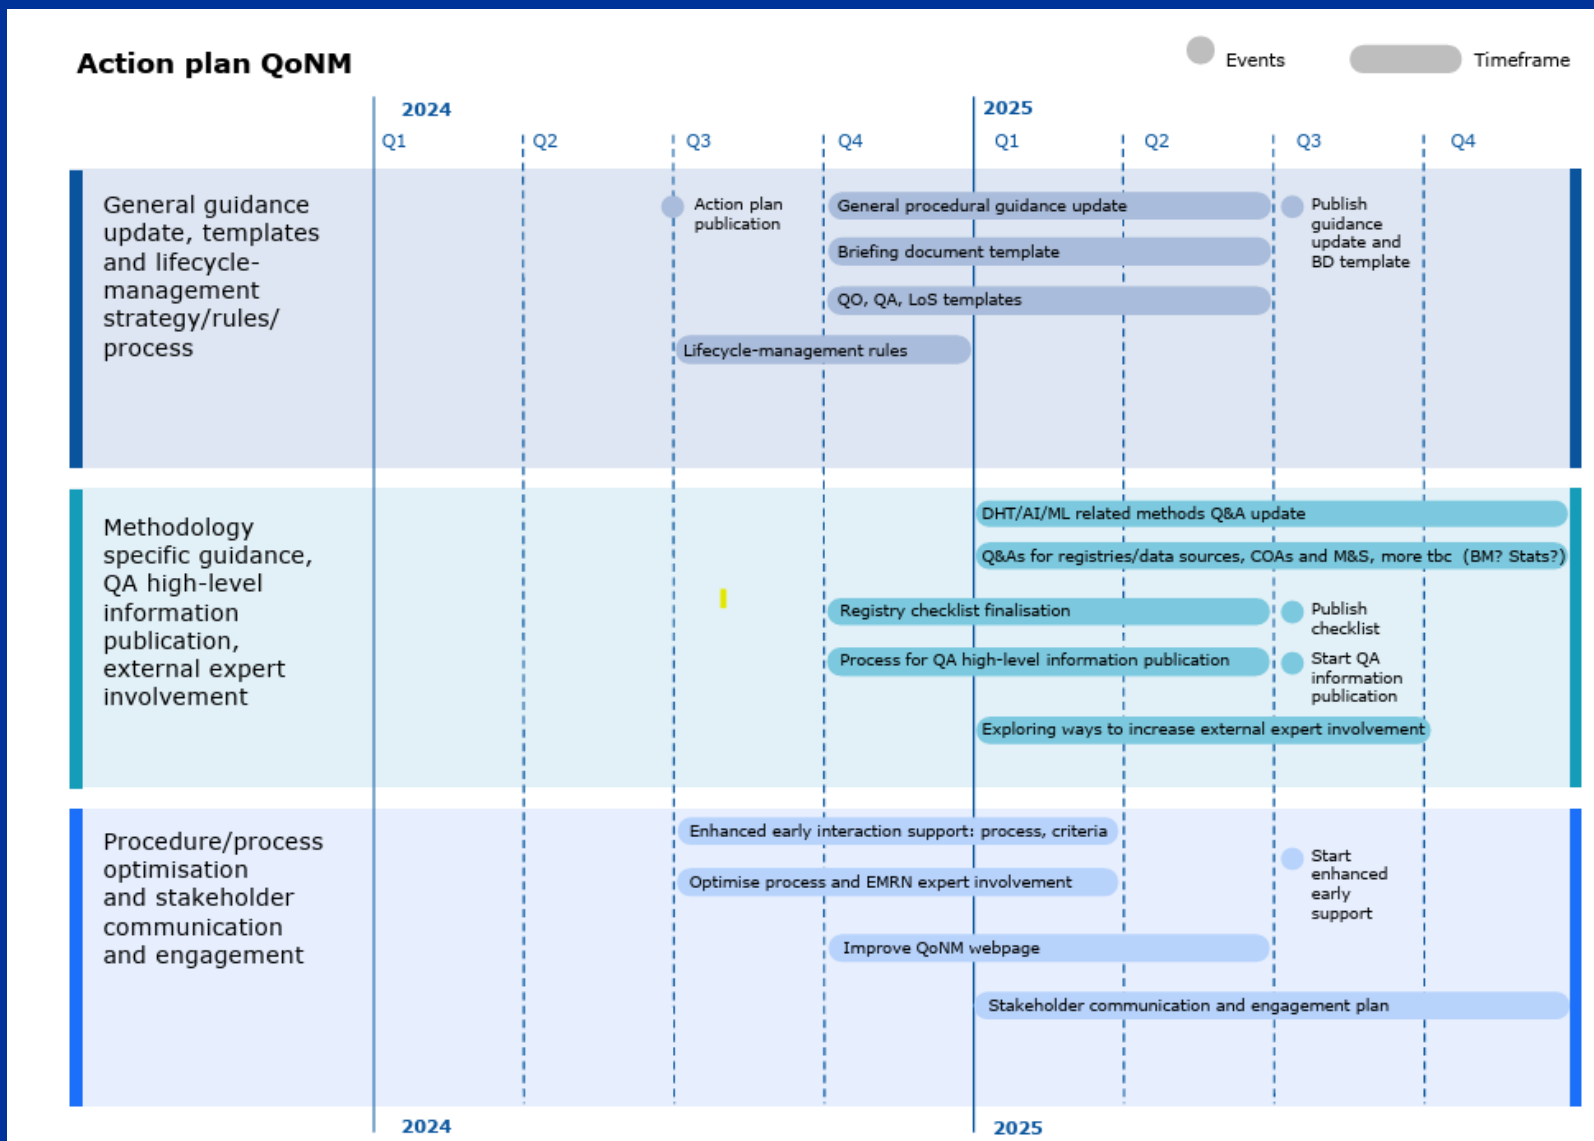 Action plan QoNM
Events
Timeframe
2024
2025
Q1
Q2
Q3
Q4
Q1
Q2
Q3
Q4
General guidance
update, templates
and lifecycle-
management
strategy/rules/
process
Action plan
publication
General procedural guidance update
Publish
guidance
update and
BD template
Briefing document template
QO, QA, LoS templates
Lifecycle-management rules
Methodology
specific guidance,
QA high-level
information
publication,
external expert
involvement
DHT/AI/ML related methods Q&A update
Q&As for registries/data sources, COAs and M&S, more tbc (BM? Stats?)
Registry checklist finalisation
Publish
checklist
Process for QA high-level information publication
Start QA
information
publication
Exploring ways to increase external expert involvement
Procedure/process
optimisation
and stakeholder
communication
and engagement
Enhanced early interaction support: process, criteria
Start
enhanced
early
support
Optimise process and EMRN expert involvement
Improve QoNM webpage
Stakeholder communication and engagement plan
2024
2025